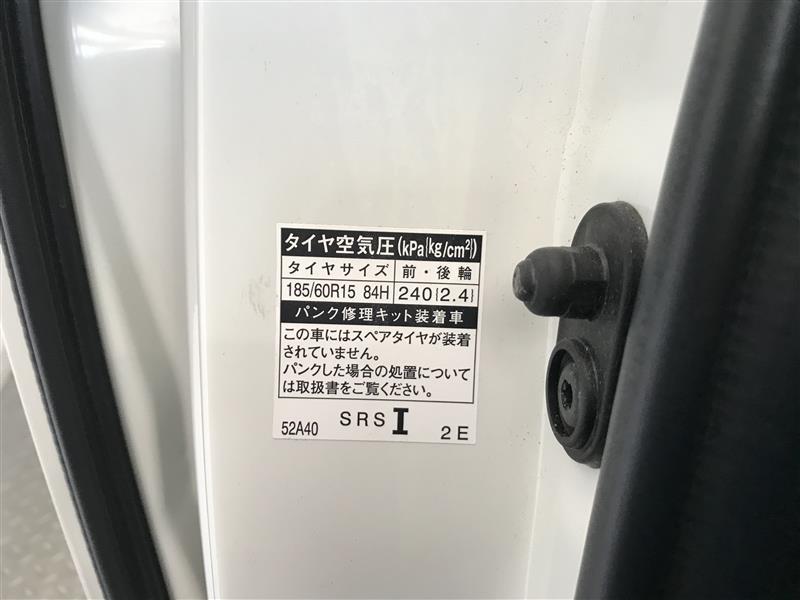 タイヤ空気圧(kPa{kg/cm²})
タイヤサイズ 前・後輪
185/60R15 84H 240{2.4}
パンク修理キット装着車
この車にはスペアタイヤが装着
されていません。
パンクした場合の処置について
は取扱書をご覧ください。
52A40 SRS I 2E